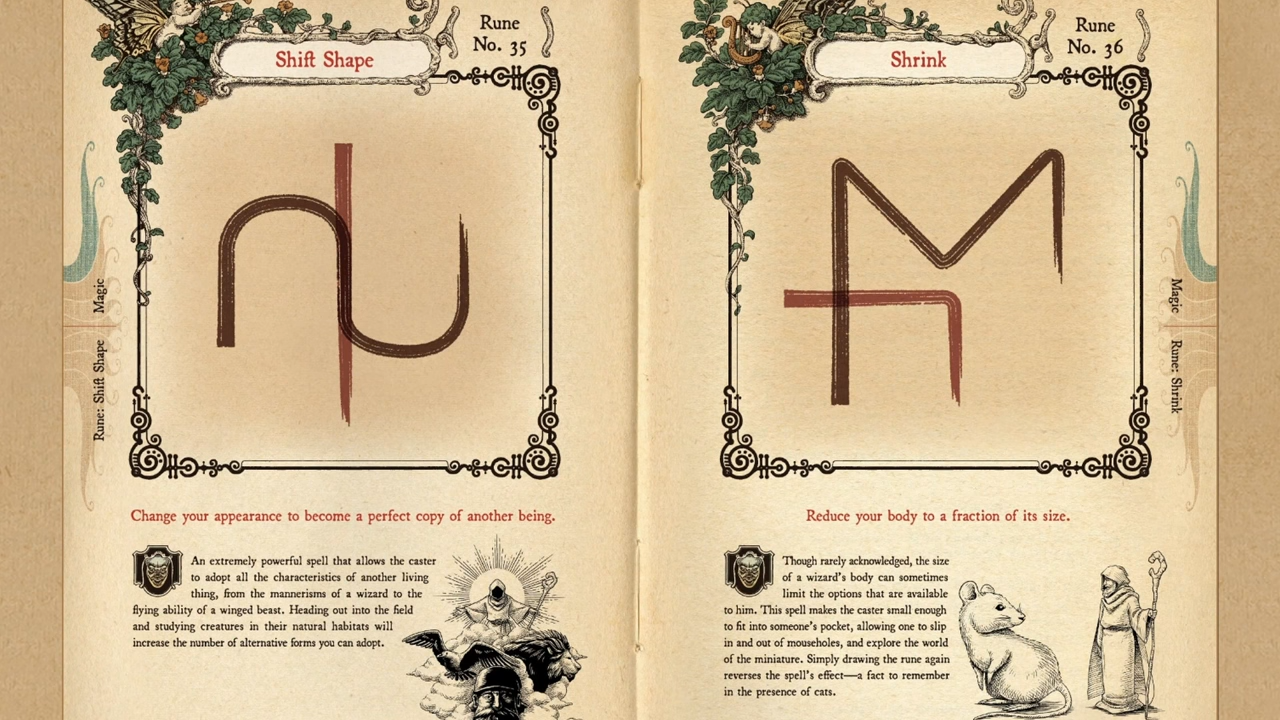 Shift Shape
Rune
No. 35
Magic
Rune: Shift Shape
Change your appearance to become a perfect copy of another being.
An extremely powerful spell that allows the caster
to adopt all the characteristics of another living
thing, from the mannerisms of a wizard to the
flying ability of a winged beast. Heading out into the field
and studying creatures in their natural habitats will
increase the number of alternative forms you can adopt.
Shrink
Rune
No. 36
Magic
Rune: Shrink
Reduce your body to a fraction of its size.
Though rarely acknowledged, the size
of a wizard's body can sometimes
limit the options that are available
to him. This spell makes the caster small enough
to fit into someone's pocket, allowing one to slip
in and out of mouseholes, and explore the world
of the miniature. Simply drawing the rune again
reverses the spell's effect—a fact to remember
in the presence of cats.